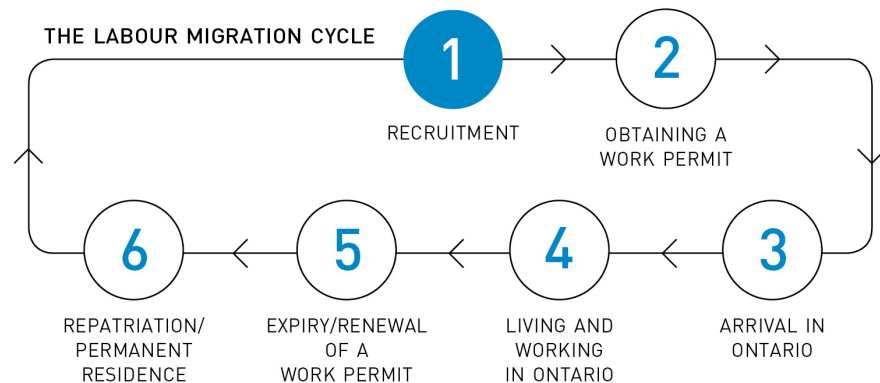 THE LABOUR MIGRATION CYCLE
1
RECRUITMENT
2
OBTAINING A
WORK PERMIT
3
ARRIVAL IN
ONTARIO
4
LIVING AND
WORKING
IN ONTARIO
5
EXPIRY/RENEWAL
OF A
WORK PERMIT
6
REPATRIATION/
PERMANENT
RESIDENCE